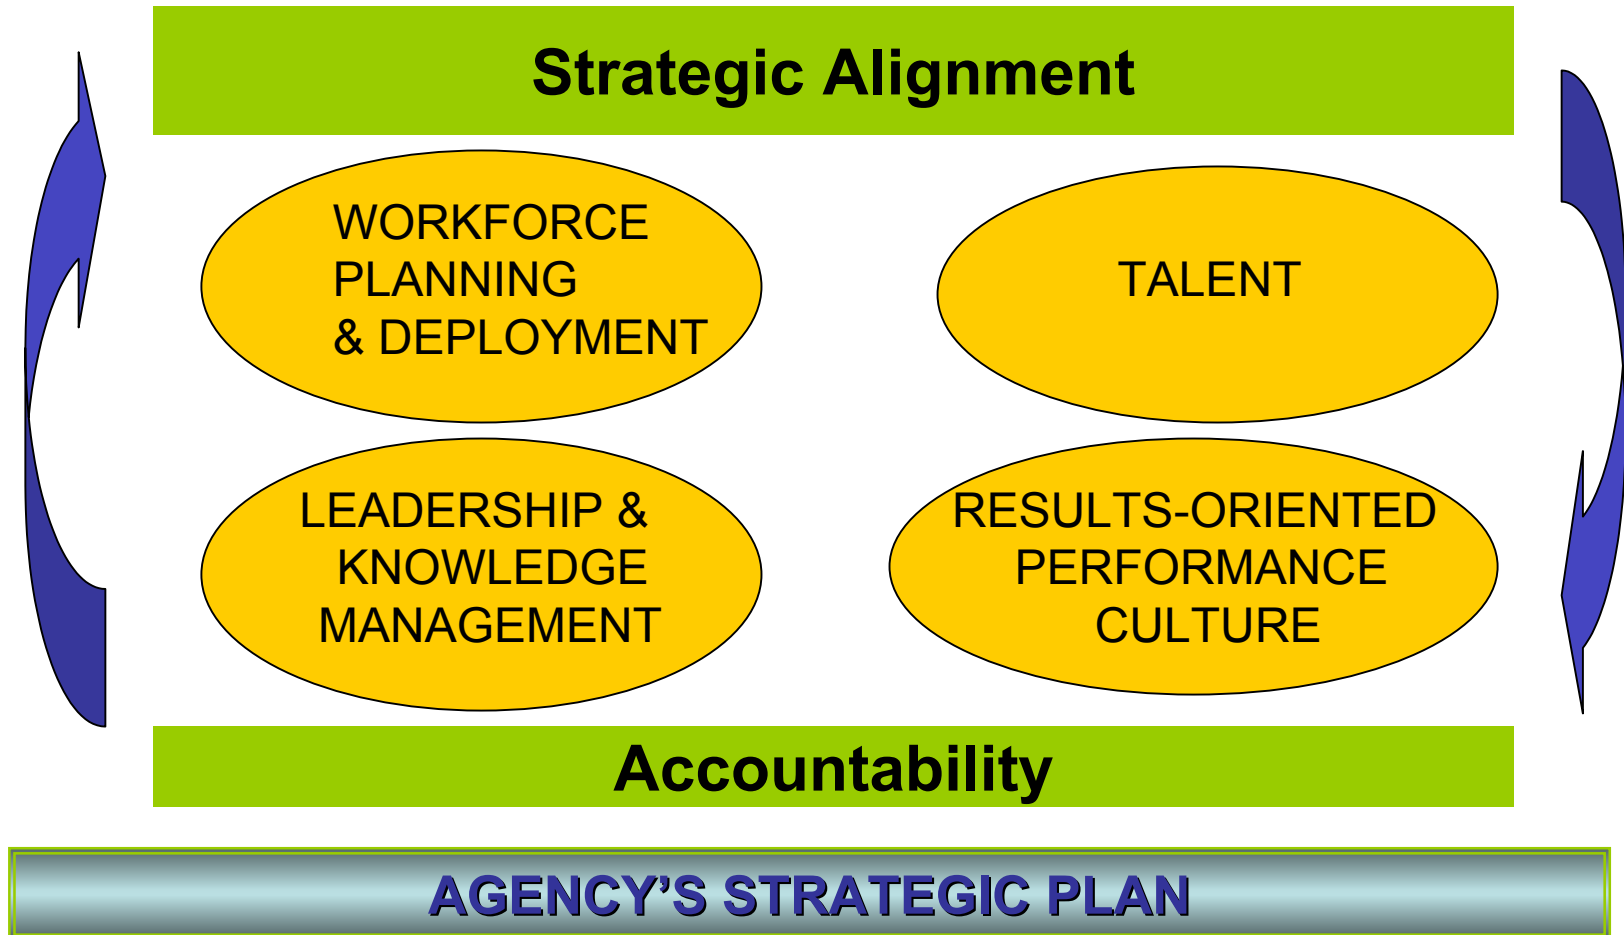 Strategic Alignment
WORKFORCE
PLANNING
& DEPLOYMENT
TALENT
LEADERSHIP &
KNOWLEDGE
MANAGEMENT
RESULTS-ORIENTED
PERFORMANCE
CULTURE
Accountability
AGENCY’S STRATEGIC PLAN